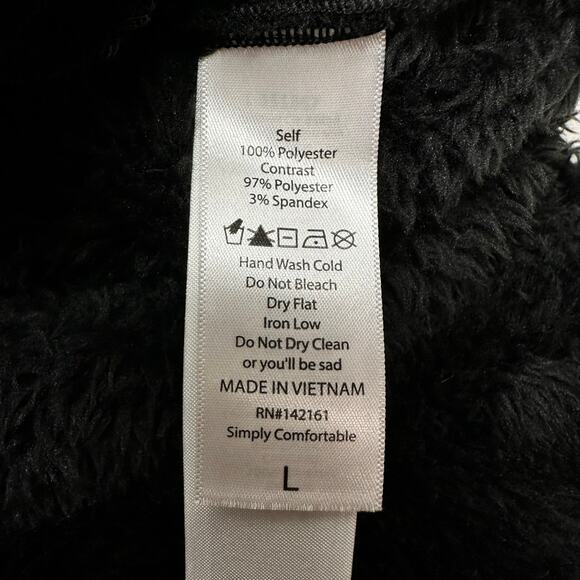 Self
100% Polyester
Contrast
97% Polyester
3% Spandex
Hand Wash Cold
Do Not Bleach
Dry Flat
Iron Low
Do Not Dry Clean
or you'll be sad
MADE IN VIETNAM
RN#142161
Simply Comfortable
L